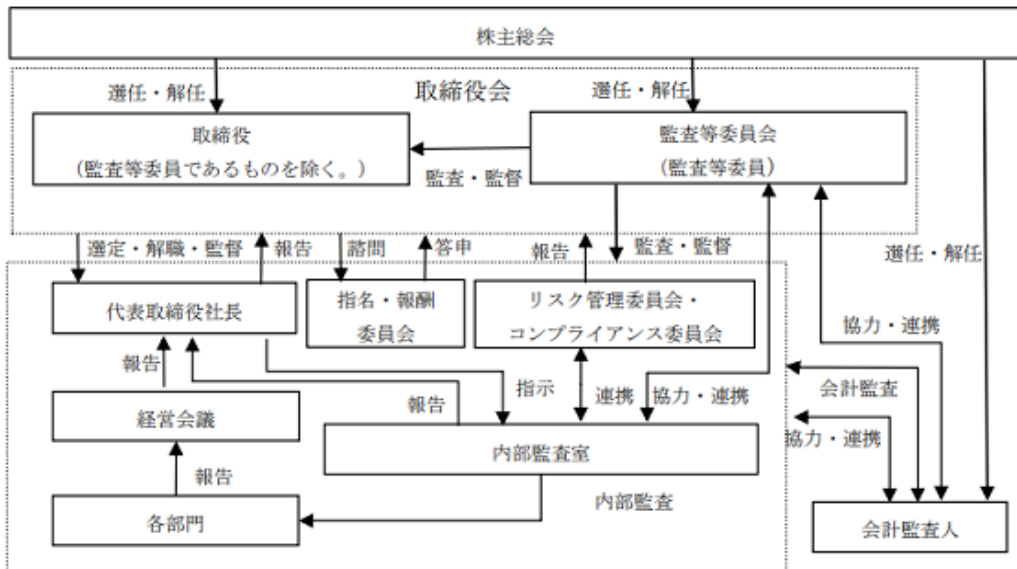 株主総会
選任・解任
取締役会
選任・解任
取締役
(監査等委員であるものを除く。)
監査等委員会
(監査等委員)
監査・監督
選定・解職・監督
報告
諮問
答申
報告
監査・監督
選任・解任
代表取締役社長
指名・報酬
委員会
リスク管理委員会・
コンプライアンス委員会
協力・連携
報告
指示
連携
協力・連携
会計監査
経営会議
報告
協力・連携
内部監査室
報告
内部監査
各部門
会計監査人